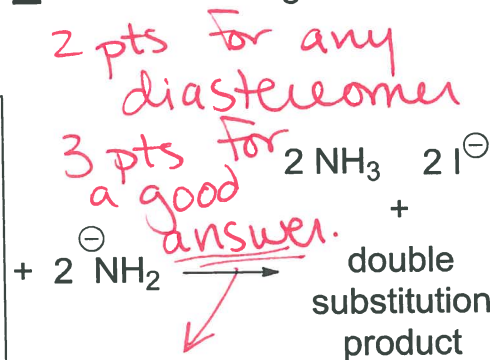 2 pts for any
diastereomer
3 pts for
a good
answer.
2 NH3 2 I⊖
+
+ 2 ⊖NH2
double
substitution
product